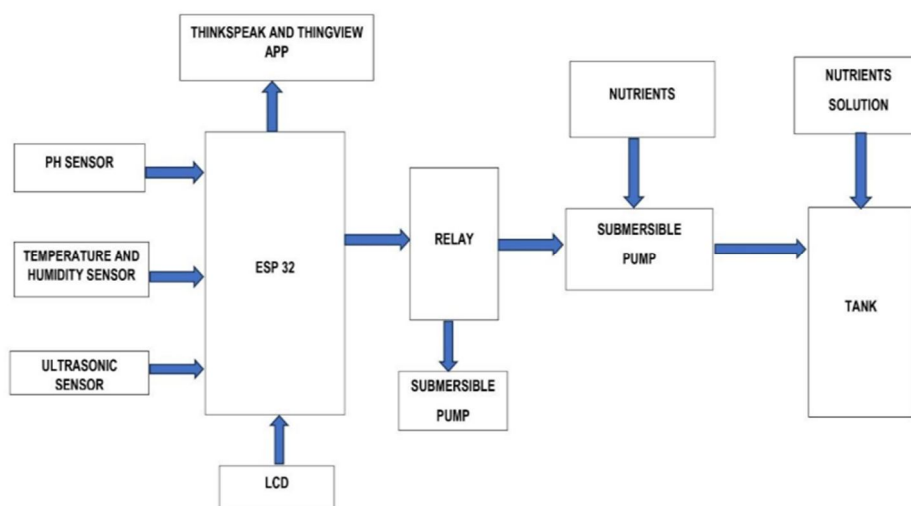 THINKSPEAK AND THINGVIEW
APP
NUTRIENTS
NUTRIENTS
SOLUTION
PH SENSOR
TEMPERATURE AND
HUMIDITY SENSOR
ULTRASONIC
SENSOR
ESP 32
RELAY
SUBMERSIBLE
PUMP
TANK
SUBMERSIBLE
PUMP
LCD